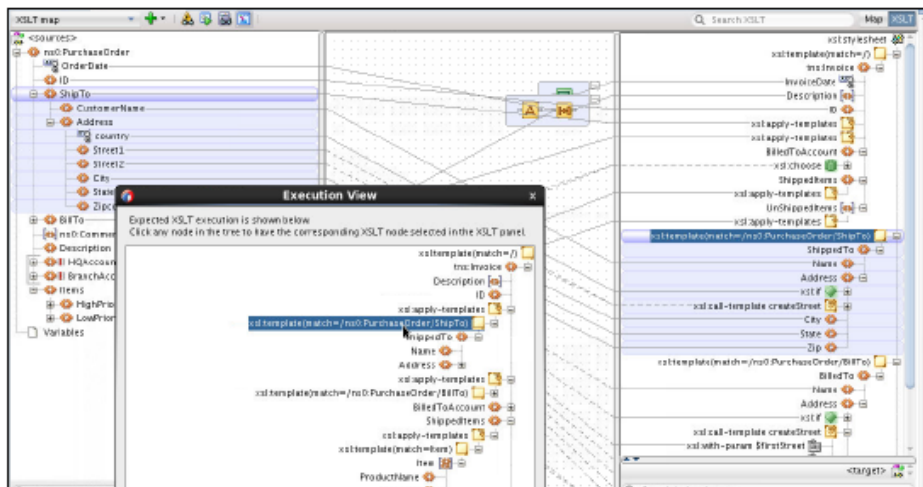 XSLT map
Search XSLT
Map
XSLT
<sources>
ns0:PurchaseOrder
OrderDate
ID
ShipTo
CustomerName
Address
country
Street1
Street2
City
State
BillTo
Description
Items
Variables
xsl:stylesheet
xsl:template(match=/)
tns:Invoice
InvoiceDate
Description
ID
xsl:apply-templates
xsl:apply-templates
BilledToAccount
xsl:choose
ShippedItems
xsl:apply-templates
UnShippedItems
xsl:apply-templates
xsl:template(match=/ns0:PurchaseOrder/ShipTo)
ShippedTo
Name
Address
xsl:if
xsl:call-template createStreet
City
State
Zip
xsl:template(match=/ns0:PurchaseOrder/BillTo)
BilledTo
Name
Address
xsl:if
xsl:call-template createStreet
xsl:with-param $firstStreet
<target>
Execution View
Expected XSLT execution is shown below.
Click any node in the tree to have the corresponding XSLT node selected in the XSLT panel.
xsl:template(match=/)
tns:Invoice
Description
ID
xsl:apply-templates
xsl:template(match=/ns0:PurchaseOrder/ShipTo)
ShippedTo
Name
Address
xsl:apply-templates
xsl:template(match=/ns0:PurchaseOrder/BillTo)
BilledToAccount
ShippedItems
xsl:apply-templates
xsl:template(match=Item)
Item
ProductName